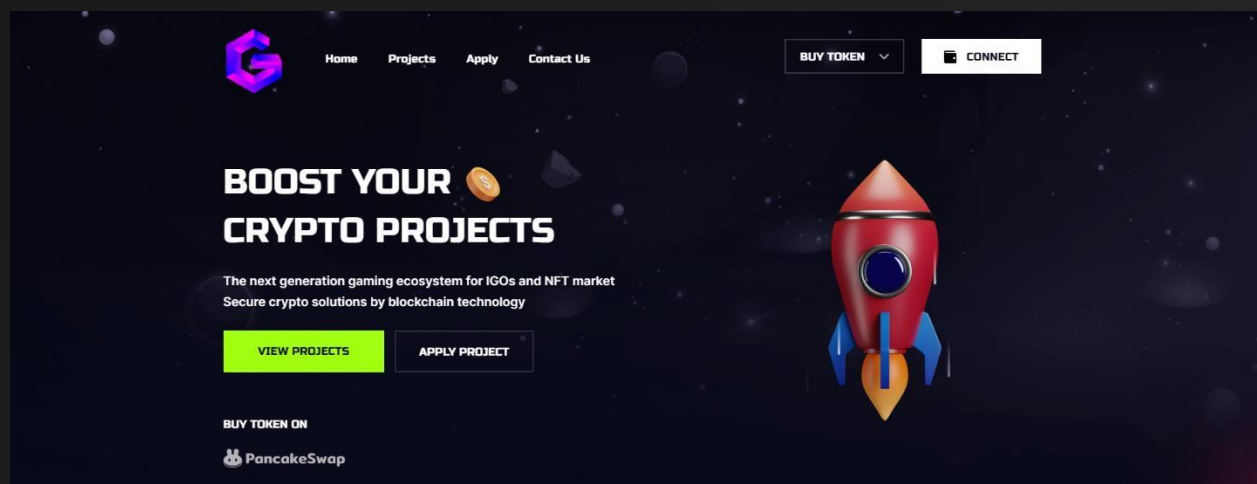 Home Projects Apply Contact Us BUY TOKEN CONNECT
BOOST YOUR
CRYPTO PROJECTS
The next generation gaming ecosystem for IGOs and NFT market
Secure crypto solutions by blockchain technology
VIEW PROJECTS APPLY PROJECT
BUY TOKEN ON
PancakeSwap